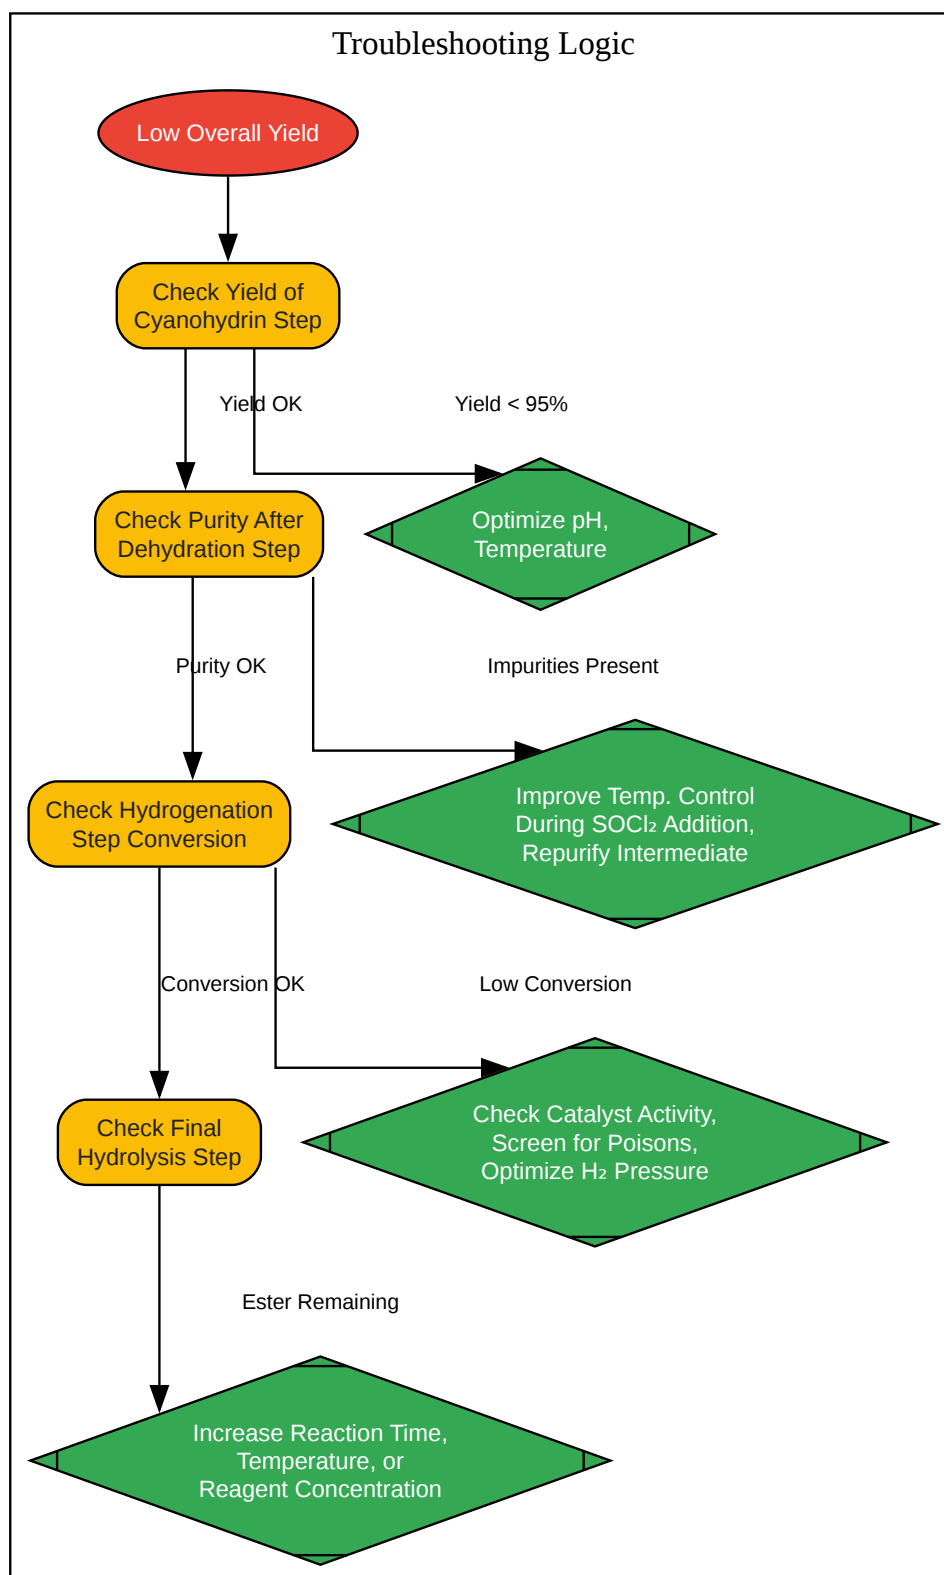 Troubleshooting Logic
Low Overall Yield
Check Yield of
Cyanohydrin Step
Yield OK
Yield < 95%
Check Purity After
Dehydration Step
Optimize pH,
Temperature
Purity OK
Impurities Present
Check Hydrogenation
Step Conversion
Improve Temp. Control
During SOCl₂ Addition,
Repurify Intermediate
Conversion OK
Low Conversion
Check Final
Hydrolysis Step
Check Catalyst Activity,
Screen for Poisons,
Optimize H₂ Pressure
Ester Remaining
Increase Reaction Time,
Temperature, or
Reagent Concentration